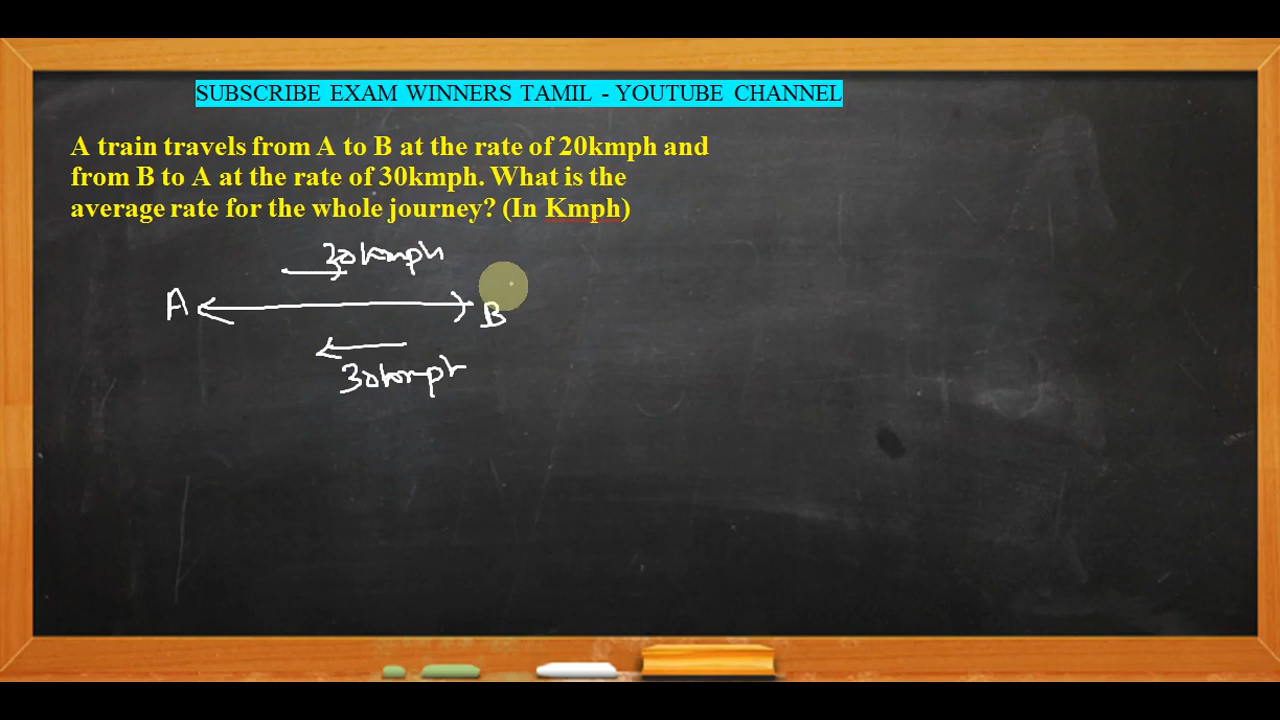 SUBSCRIBE EXAM WINNERS TAMIL - YOUTUBE CHANNEL
A train travels from A to B at the rate of 20kmph and
from B to A at the rate of 30kmph. What is the
average rate for the whole journey? (In Kmph)
20kmph
A
B
30kmph